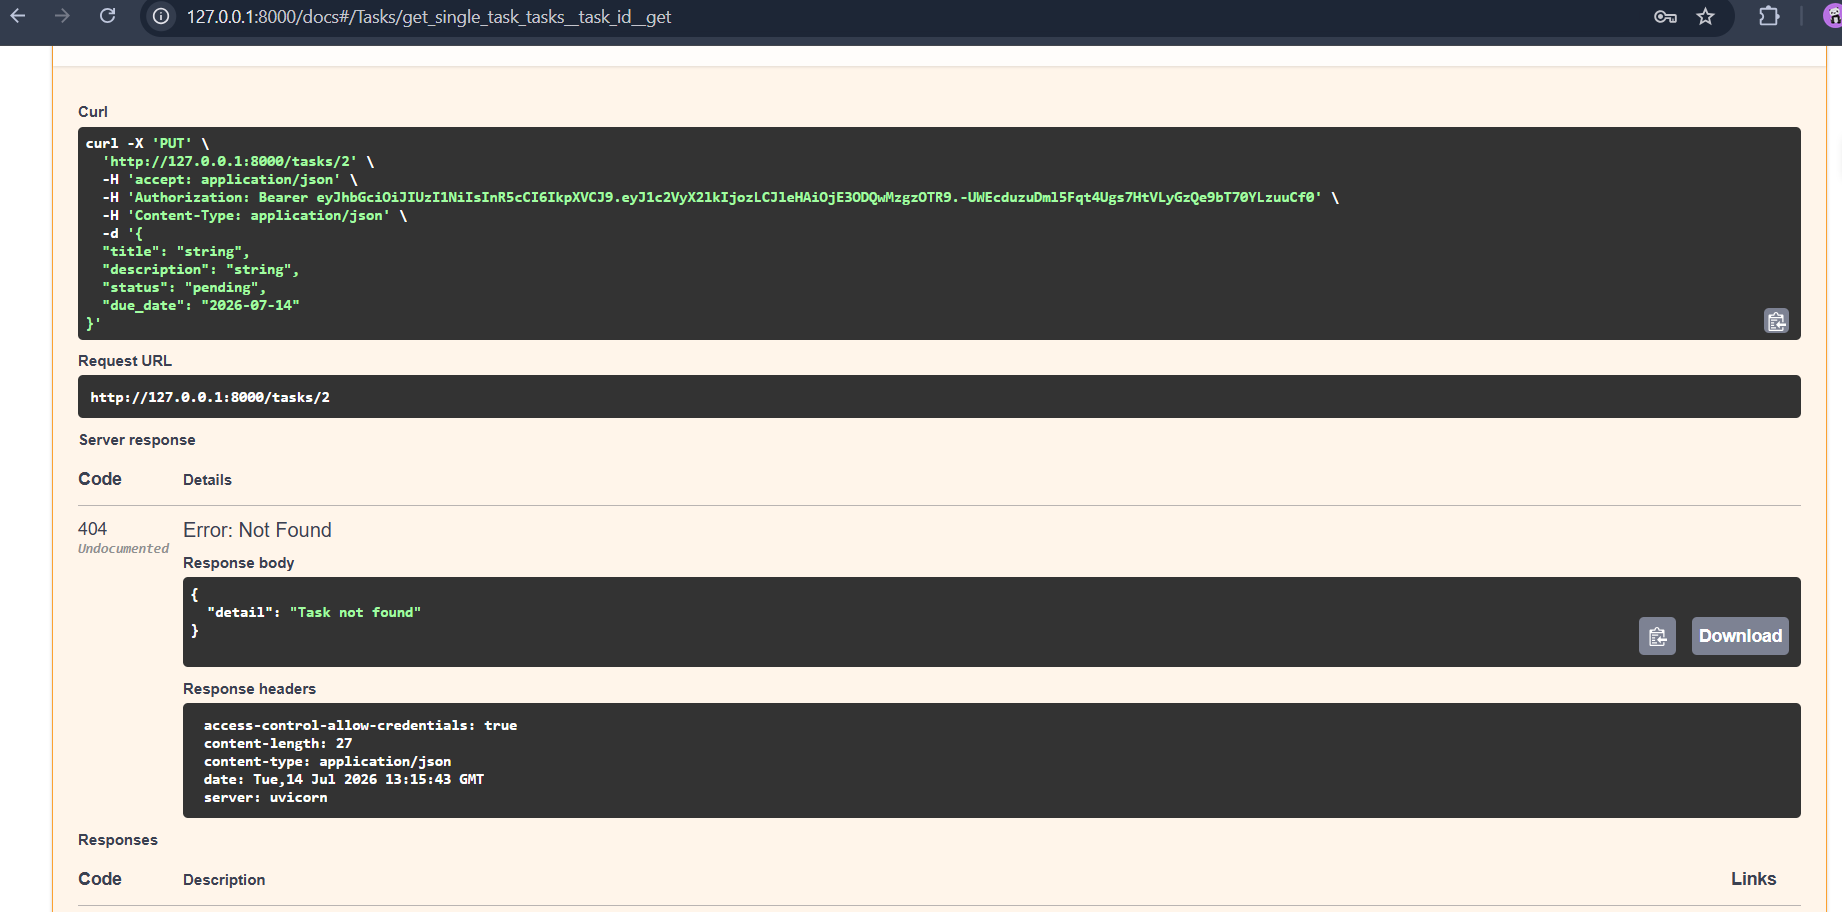 127.0.0.1:8000/docs#/Tasks/get_single_task_tasks__task_id__get
Curl
curl -X 'PUT' \
'http://127.0.0.1:8000/tasks/2' \
-H 'accept: application/json' \
-H 'Authorization: Bearer eyJhbGciOiJIUzI1NiIsInR5cCI6IkpXVCJ9.eyJ1c2VyX2lkIjozLCJleHAiOjE3ODQwMzgzOTR9.-UWEcduzuDml5Fqt4Ugs7HtVLyGzQe9bT70YLzuuCf0' \
-H 'Content-Type: application/json' \
-d '{
"title": "string",
"description": "string",
"status": "pending",
"due_date": "2026-07-14"
}'
Request URL
http://127.0.0.1:8000/tasks/2
Server response
Code Details
404 Error: Not Found
Undocumented
Response body
{
"detail": "Task not found"
}
Download
Response headers
access-control-allow-credentials: true
content-length: 27
content-type: application/json
date: Tue,14 Jul 2026 13:15:43 GMT
server: uvicorn
Responses
Code Description Links